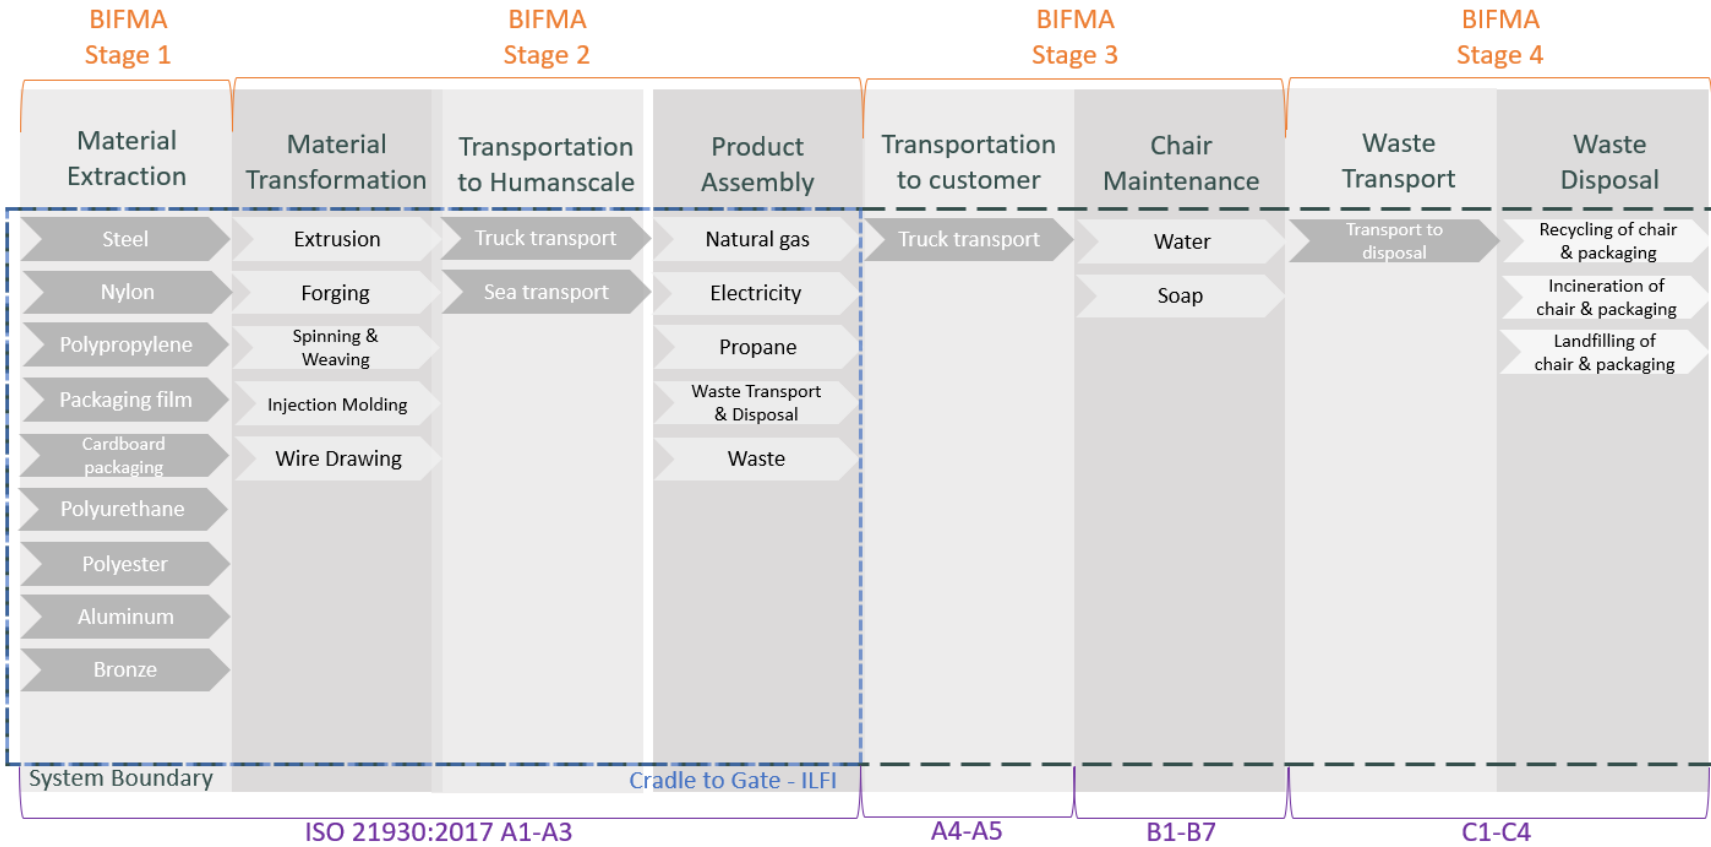 BIFMA
Stage 1
BIFMA
Stage 2
BIFMA
Stage 3
BIFMA
Stage 4
Material
Extraction
Material
Transformation
Transportation
to Humanscale
Product
Assembly
Transportation
to customer
Chair
Maintenance
Waste
Transport
Waste
Disposal
Steel
Nylon
Polypropylene
Packaging film
Cardboard
packaging
Polyurethane
Polyester
Aluminum
Bronze
Extrusion
Forging
Spinning &
Weaving
Injection Molding
Wire Drawing
Truck transport
Sea transport
Natural gas
Electricity
Propane
Waste Transport
& Disposal
Waste
Truck transport
Water
Soap
Transport to
disposal
Recycling of chair
& packaging
Incineration of
chair & packaging
Landfilling of
chair & packaging
System Boundary
Cradle to Gate - ILFI
ISO 21930:2017 A1-A3
A4-A5
B1-B7
C1-C4